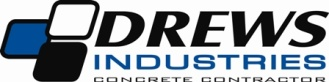 DREWS
INDUSTRIES
CONCRETE CONTRACTOR